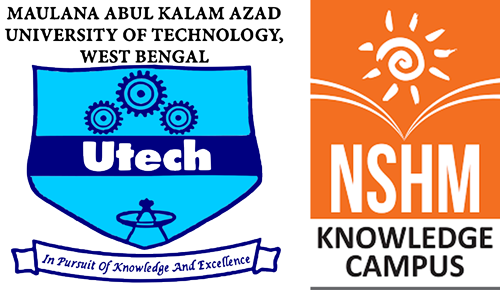 MAULANA ABUL KALAM AZAD
UNIVERSITY OF TECHNOLOGY,
WEST BENGAL
Utech
In Pursuit Of Knowledge And Excellence
NSHM
KNOWLEDGE
CAMPUS